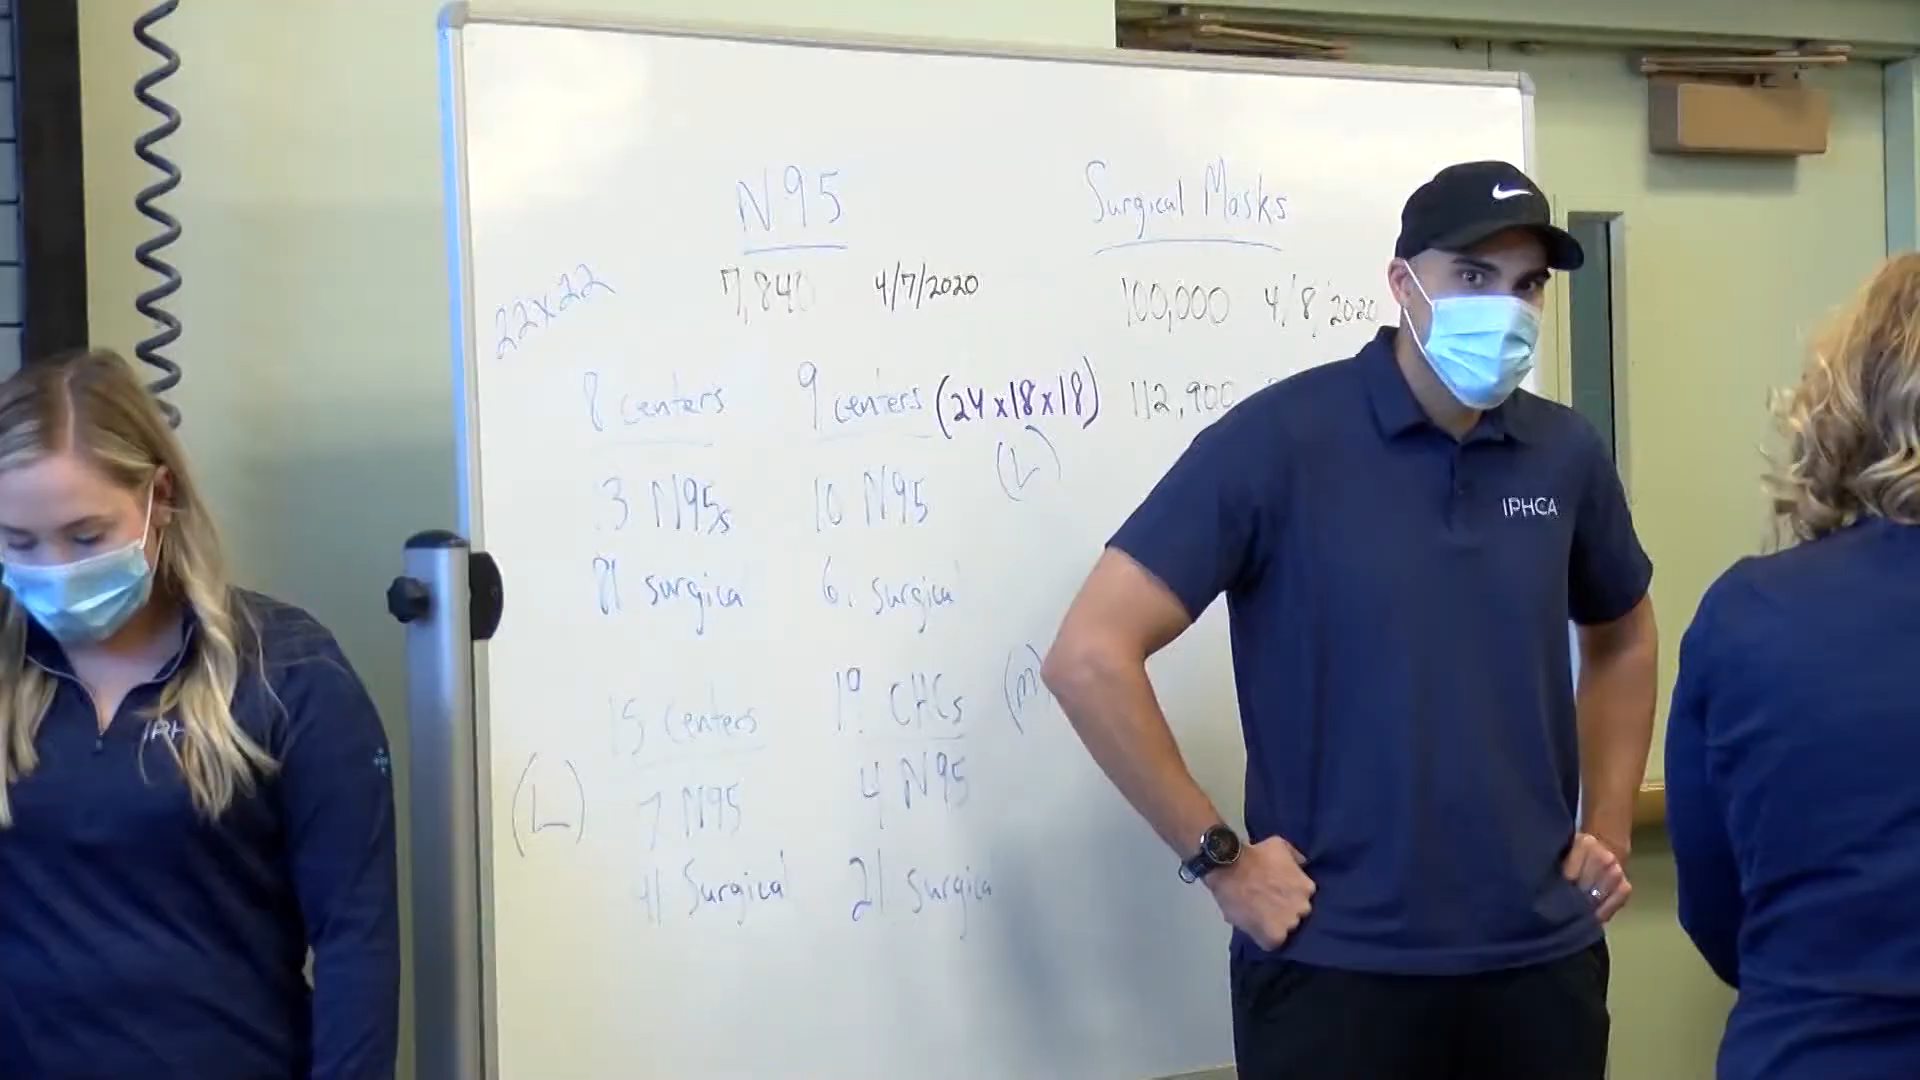 N95
Surgical Masks
22x22
7,840 4/7/2020
100,000 4/8/2020
8 centers
9 centers (24x18x18)
112,900
(L)
3 N95s
10 N95
81 surgical
6. surgical
15 Centers
19 CHCs
(M)
(L)
7 N95
4 N95
41 Surgical
21 surgica
IPHCA
IPH